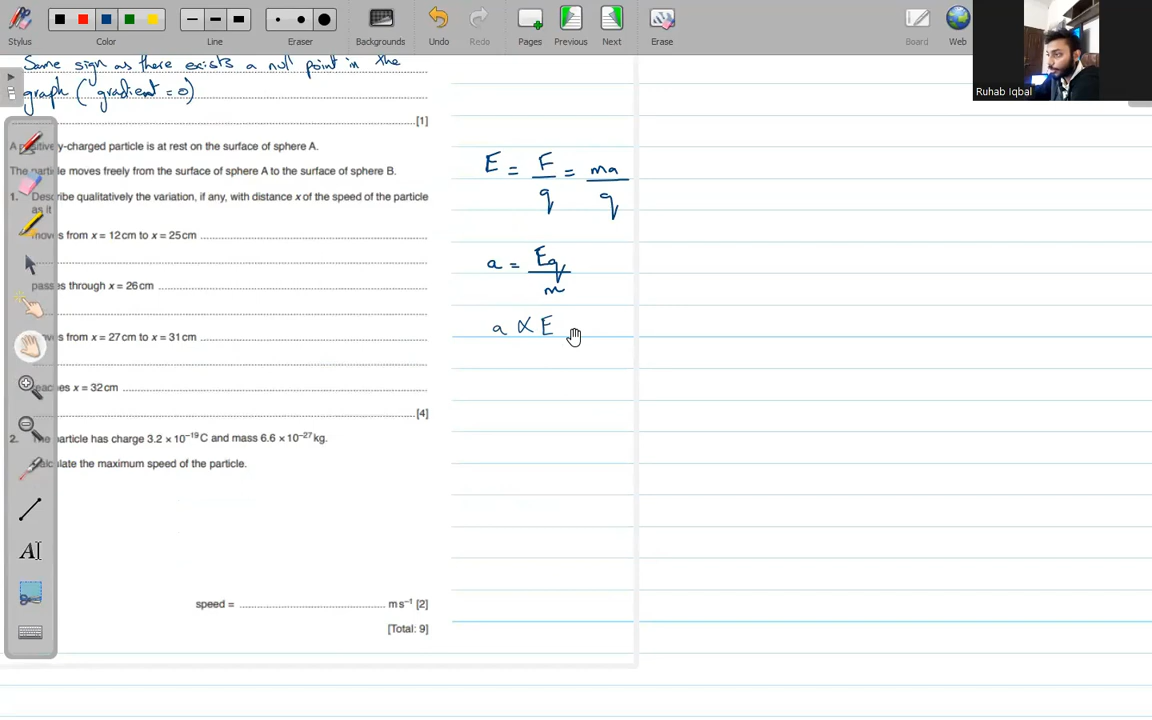 Stylus
Color
Line
Eraser
Backgrounds
Undo
Redo
Pages
Previous
Next
Erase
Board
Web
Ruhab Iqbal
Same sign as there exists a null point in the
graph (gradient = 0)
[1]
y-charged particle is at rest on the surface of sphere A.
The particle moves freely from the surface of sphere A to the surface of sphere B.
1. Describe qualitatively the variation, if any, with distance x of the speed of the particle
as it
moves from x = 12 cm to x = 25 cm
passes through x = 26 cm
moves from x = 27 cm to x = 31 cm
reaches x = 32 cm
[4]
2. The particle has charge 3.2 × 10⁻¹⁹ C and mass 6.6 × 10⁻²⁷ kg.
Calculate the maximum speed of the particle.
speed = ms⁻¹ [2]
[Total: 9]
E = F/q = ma/q
a = Eq/m
a ∝ E